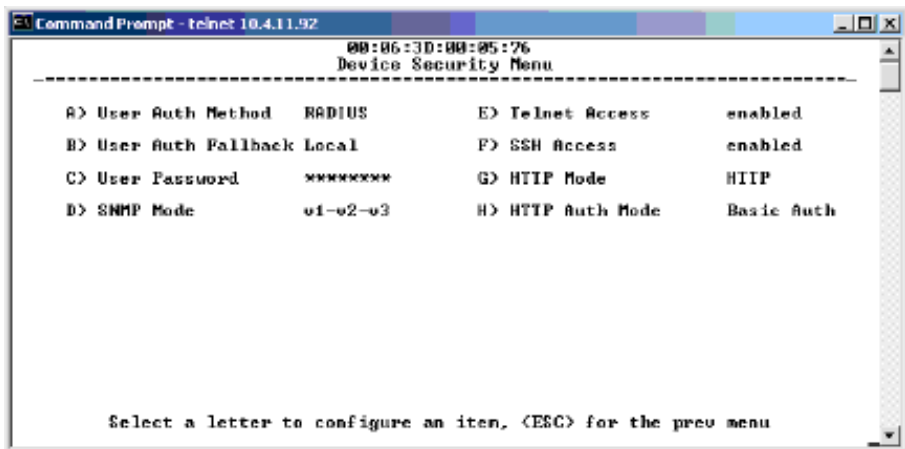 Command Prompt - telnet 10.4.11.92
00:06:3D:00:05:76
Device Security Menu
A) User Auth Method RADIUS E) Telnet Access enabled
B) User Auth Fallback Local F) SSH Access enabled
C) User Password ******** G) HTTP Mode HTTP
D) SNMP Mode v1-v2-v3 H) HTTP Auth Mode Basic Auth
Select a letter to configure an item, <ESC> for the prev menu